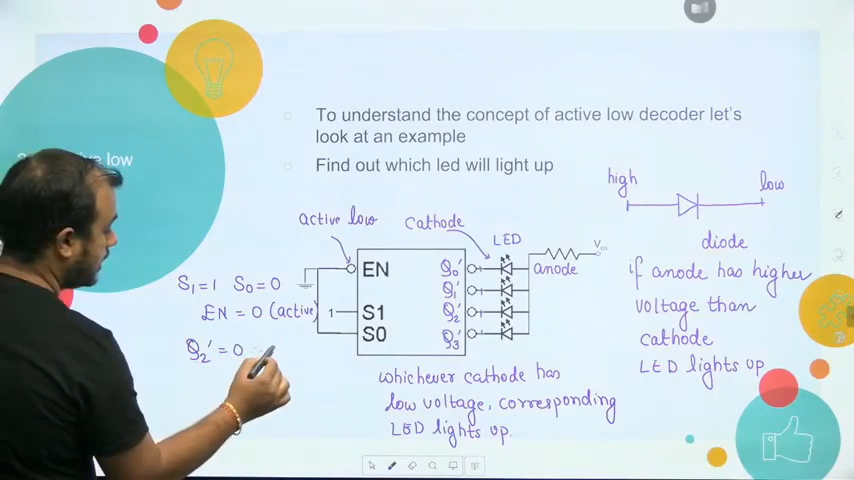 To understand the concept of active low decoder let's
look at an example
Find out which led will light up
low
high
low
diode
if anode has higher
voltage than
cathode
LED lights up
active low
cathode
LED
Vcc
anode
EN
S1
S0
1
Q0'
Q1'
Q2'
Q3'
S1=1 S0=0
EN = 0 (active)
Q2' = 0
whichever cathode has
low voltage, corresponding
LED lights up.